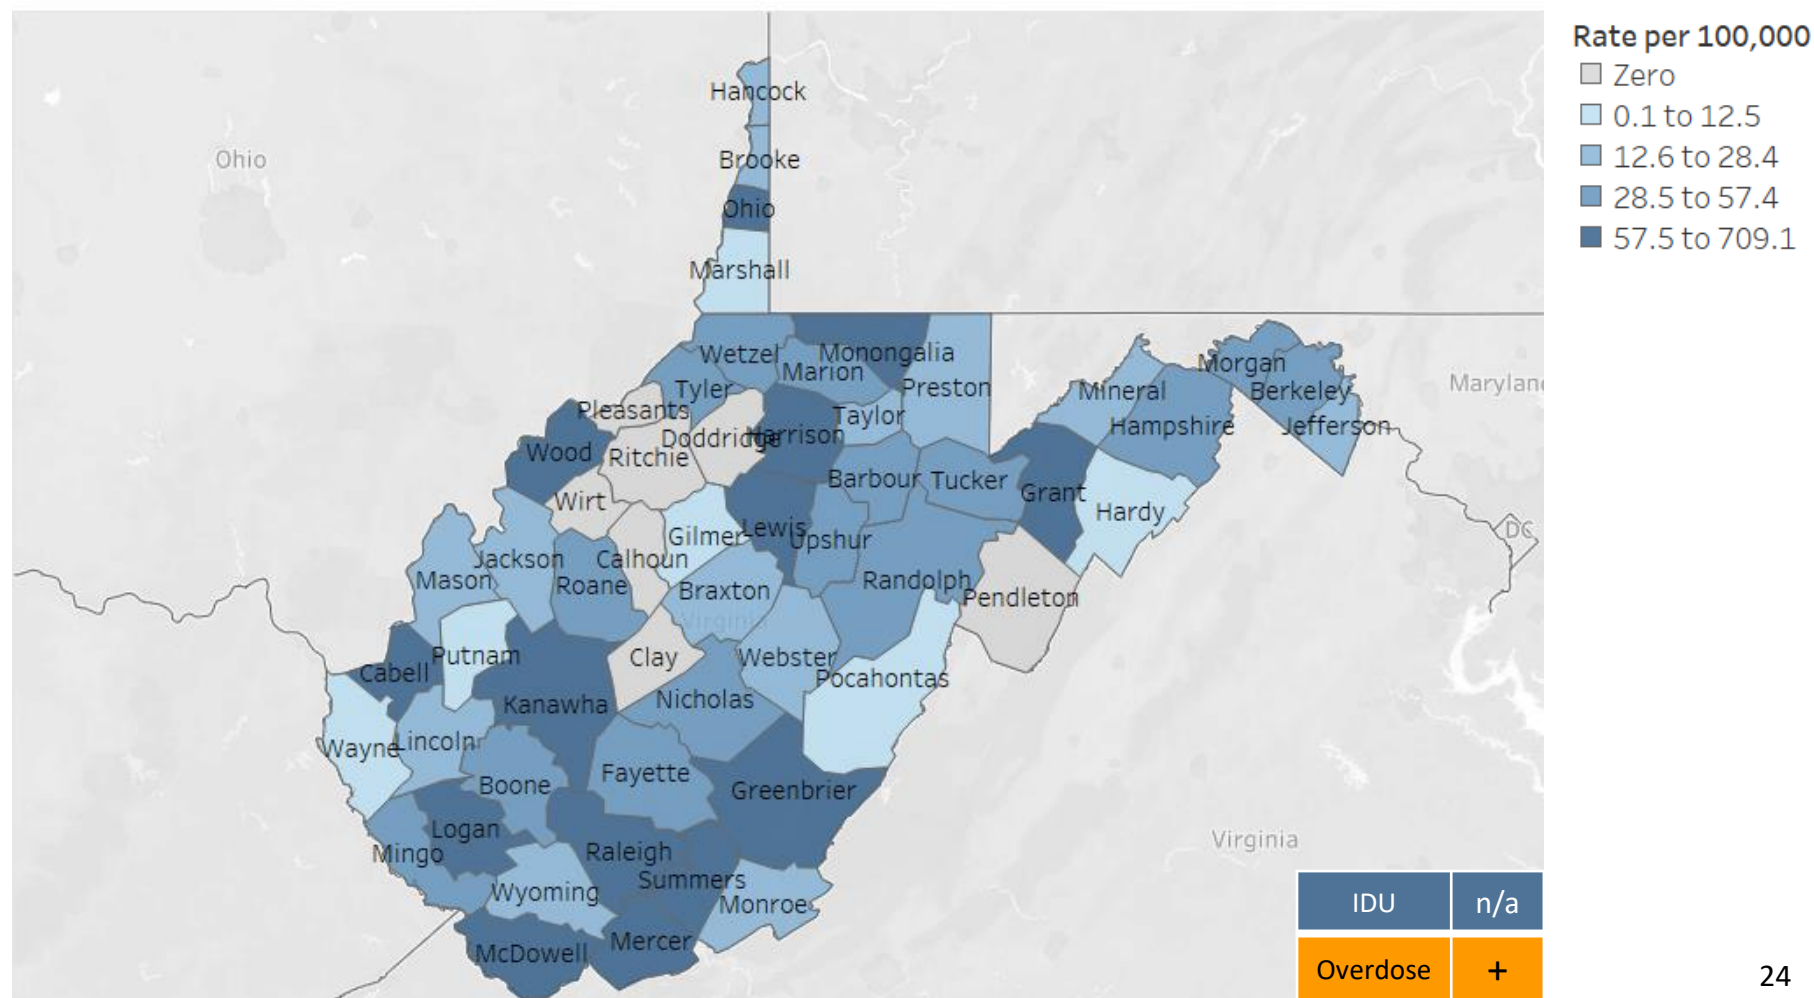 Rate per 100,000
Zero
0.1 to 12.5
12.6 to 28.4
28.5 to 57.4
57.5 to 709.1
Hancock
Ohio
Brooke
Ohio
Marshall
Wetzel
Monongalia
Marion
Morgan
Tyler
Preston
Mineral
Berkeley
Maryland
Pleasants
Taylor
Hampshire
Jefferson
Doddridge
Harrison
Wood
Ritchie
Barbour
Tucker
Grant
Wirt
Hardy
Gilmer
Lewis
Upshur
DC
Jackson
Calhoun
Mason
Roane
Braxton
Randolph
Pendleton
Virginia
Putnam
Clay
Webster
Cabell
Pocahontas
Kanawha
Nicholas
Wayne
Lincoln
Boone
Fayette
Greenbrier
Logan
Mingo
Raleigh
Virginia
Summers
Wyoming
Monroe
McDowell
Mercer
IDU n/a
Overdose +
24